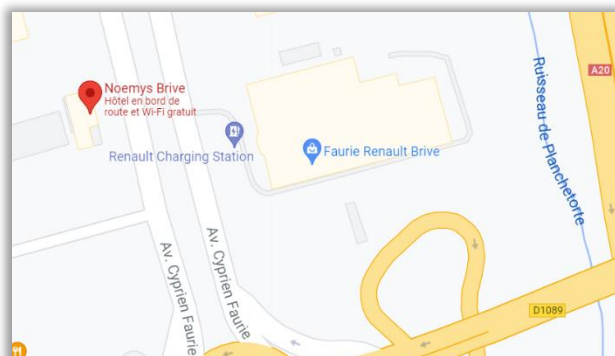 Noemys Brive
Hôtel en bord de
route et Wi-Fi gratuit
A20
Ruisseau de Planchetorte
Renault Charging Station
Faurie Renault Brive
Av. Cyprien Faurie
Av. Cyprien Faurie
D1089